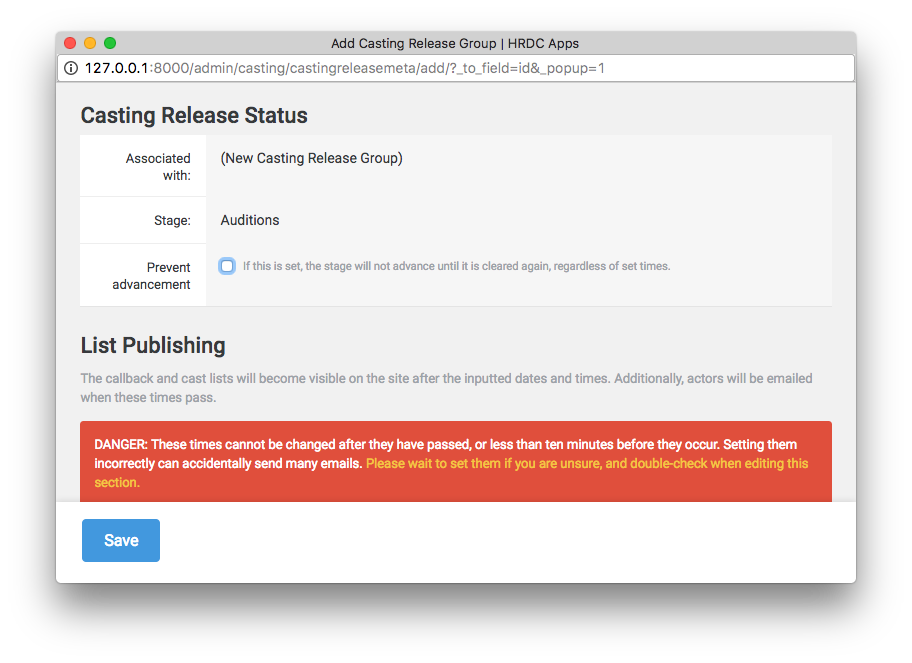 Add Casting Release Group | HRDC Apps
127.0.0.1:8000/admin/casting/castingreleasemeta/add/?_to_field=id&_popup=1
Casting Release Status
Associated
with:
(New Casting Release Group)
Stage:
Auditions
Prevent
advancement
If this is set, the stage will not advance until it is cleared again, regardless of set times.
List Publishing
The callback and cast lists will become visible on the site after the inputted dates and times. Additionally, actors will be emailed
when these times pass.
DANGER: These times cannot be changed after they have passed, or less than ten minutes before they occur. Setting them
incorrectly can accidentally send many emails. Please wait to set them if you are unsure, and double-check when editing this
section.
Save